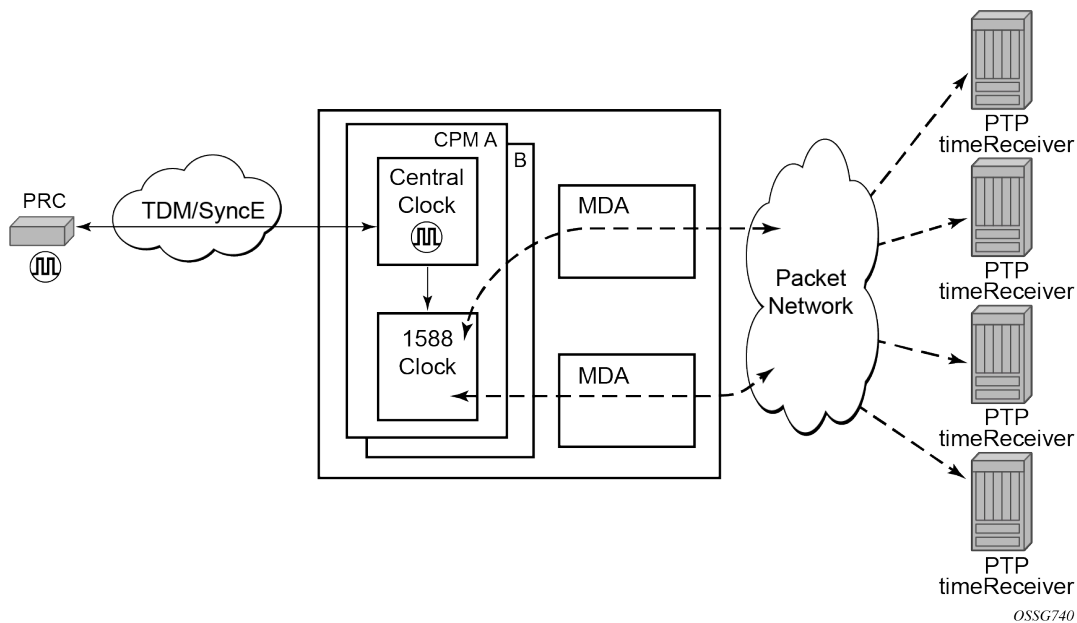 PRC
TDM/SyncE
CPM A
B
Central
Clock
1588
Clock
MDA
MDA
Packet
Network
PTP
timeReceiver
PTP
timeReceiver
PTP
timeReceiver
PTP
timeReceiver
OSSG740